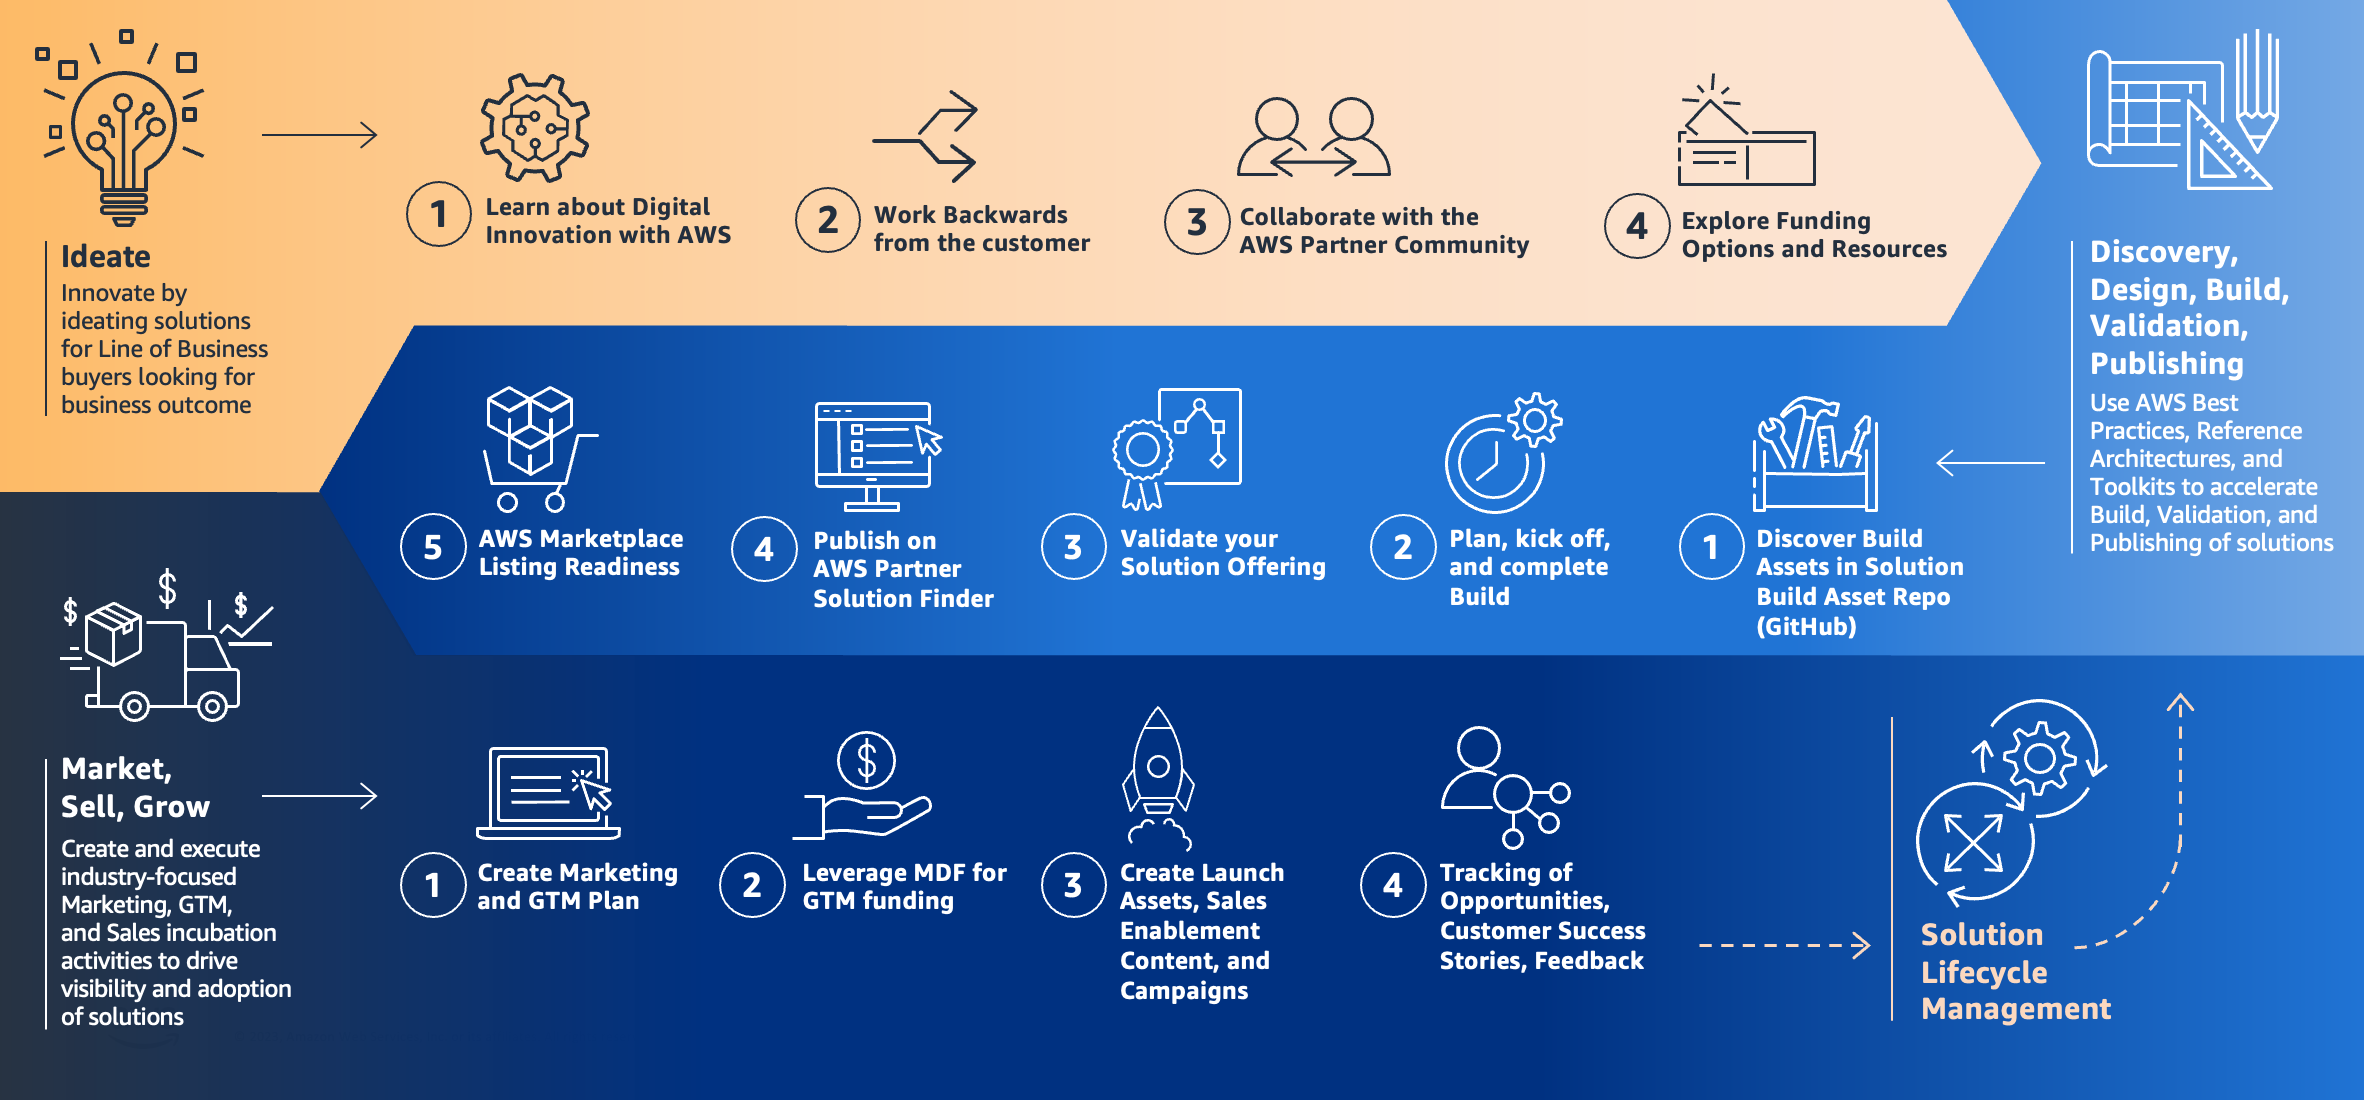 Ideate
Innovate by
ideating solutions
for Line of Business
buyers looking for
business outcome
1
Learn about Digital
Innovation with AWS
2
Work Backwards
from the customer
3
Collaborate with the
AWS Partner Community
4
Explore Funding
Options and Resources
Discovery,
Design, Build,
Validation,
Publishing
Use AWS Best
Practices, Reference
Architectures, and
Toolkits to accelerate
Build, Validation, and
Publishing of solutions
1
Discover Build
Assets in Solution
Build Asset Repo
(GitHub)
2
Plan, kick off,
and complete
Build
3
Validate your
Solution Offering
4
Publish on
AWS Partner
Solution Finder
5
AWS Marketplace
Listing Readiness
$
$
$
Market,
Sell, Grow
Create and execute
industry-focused
Marketing, GTM,
and Sales incubation
activities to drive
visibility and adoption
of solutions
1
Create Marketing
and GTM Plan
$
2
Leverage MDF for
GTM funding
3
Create Launch
Assets, Sales
Enablement
Content, and
Campaigns
4
Tracking of
Opportunities,
Customer Success
Stories, Feedback
Solution
Lifecycle
Management